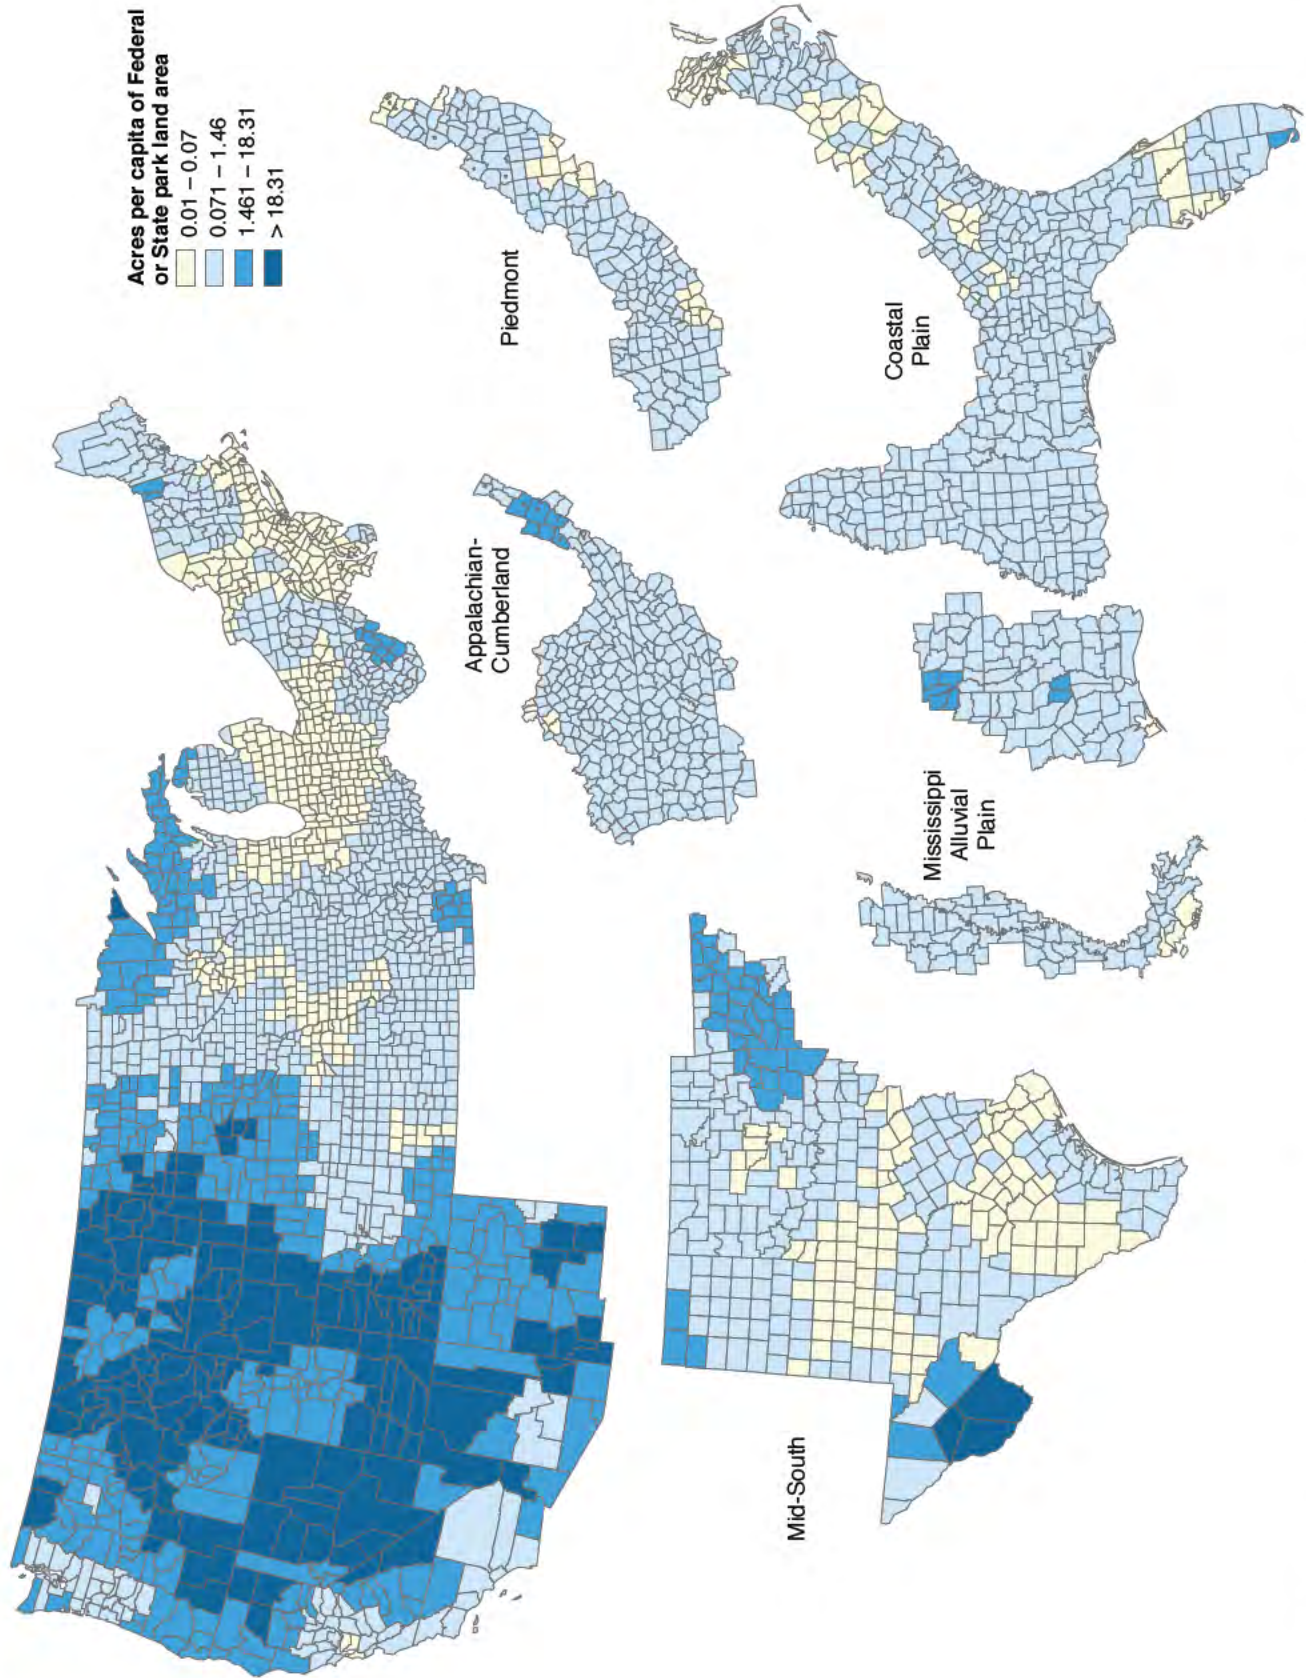 Acres per capita of Federal
or State park land area
0.01 – 0.07
0.071 – 1.46
1.461 – 18.31
> 18.31
Piedmont
Appalachian-
Cumberland
Coastal
Plain
Mississippi
Alluvial
Plain
Mid-South